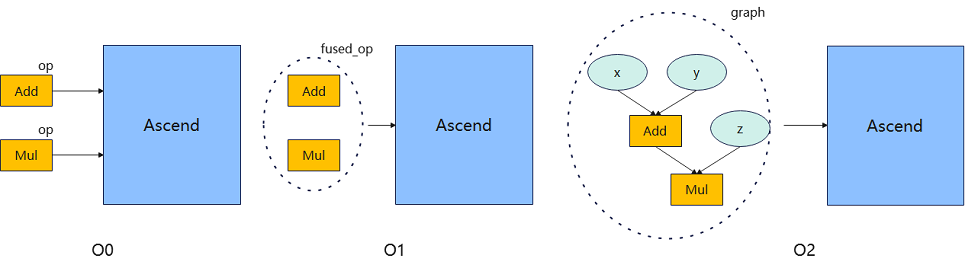 op
Add
op
Mul
Ascend
O0
fused_op
Add
Mul
Ascend
O1
graph
x
y
Add
z
Mul
Ascend
O2